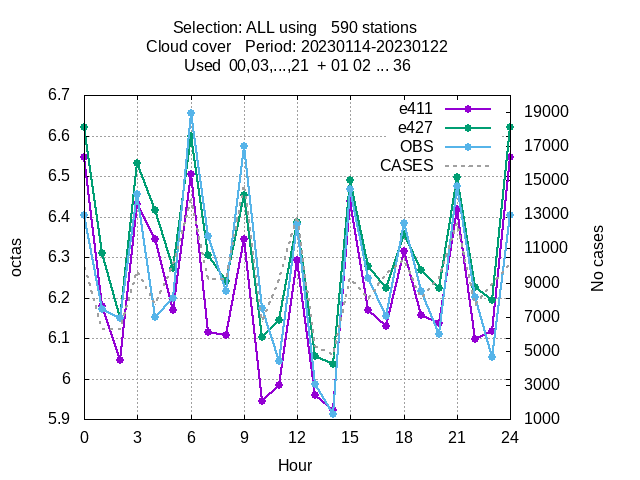 Selection: ALL using   590 stations
Cloud cover   Period: 20230114-20230122
Used  00,03,...,21  + 01 02 ... 36
e411
e427
OBS
CASES
6.7
6.6
6.5
6.4
6.3
6.2
6.1
6
5.9
octas
19000
17000
15000
13000
11000
9000
7000
5000
3000
1000
No cases
0 3 6 9 12 15 18 21 24
Hour